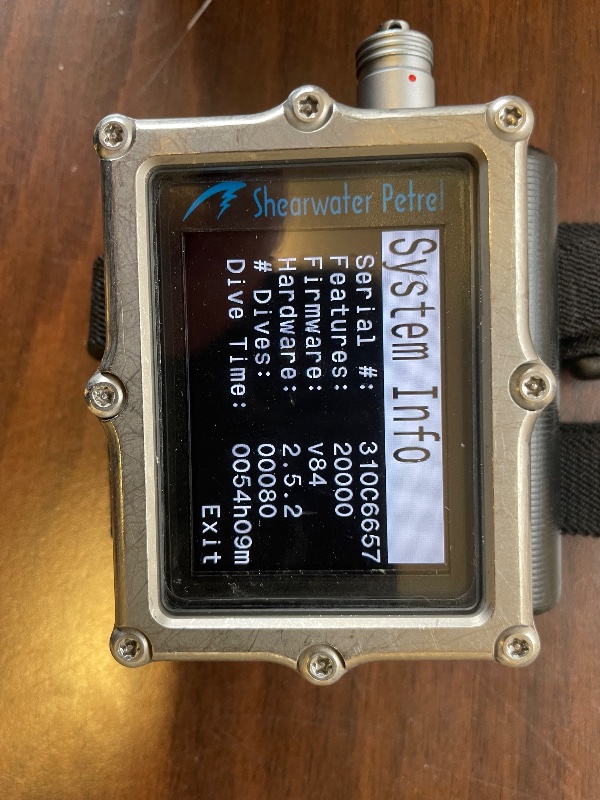 Shearwater Petrel
System Info
Serial #: 310C6657
Features: 20000
Firmware: V84
Hardware: 2.5.2
# Dives: 00080
Dive Time: 0054h09m
Exit